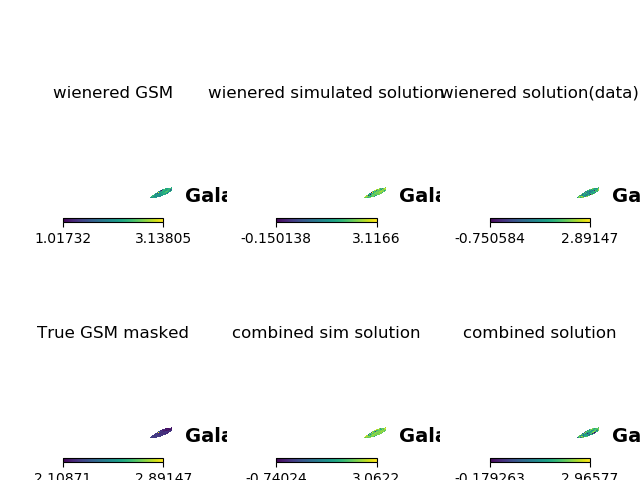 wienered GSM wienered simulated solution wienered solution(data)
Gala Gala Ga
1.01732 3.13805 -0.150138 3.1166 -0.750584 2.89147
True GSM masked combined sim solution combined solution
Gala Gala Ga
2.10871 2.89147 -0.74024 3.0622 -0.179263 2.96577